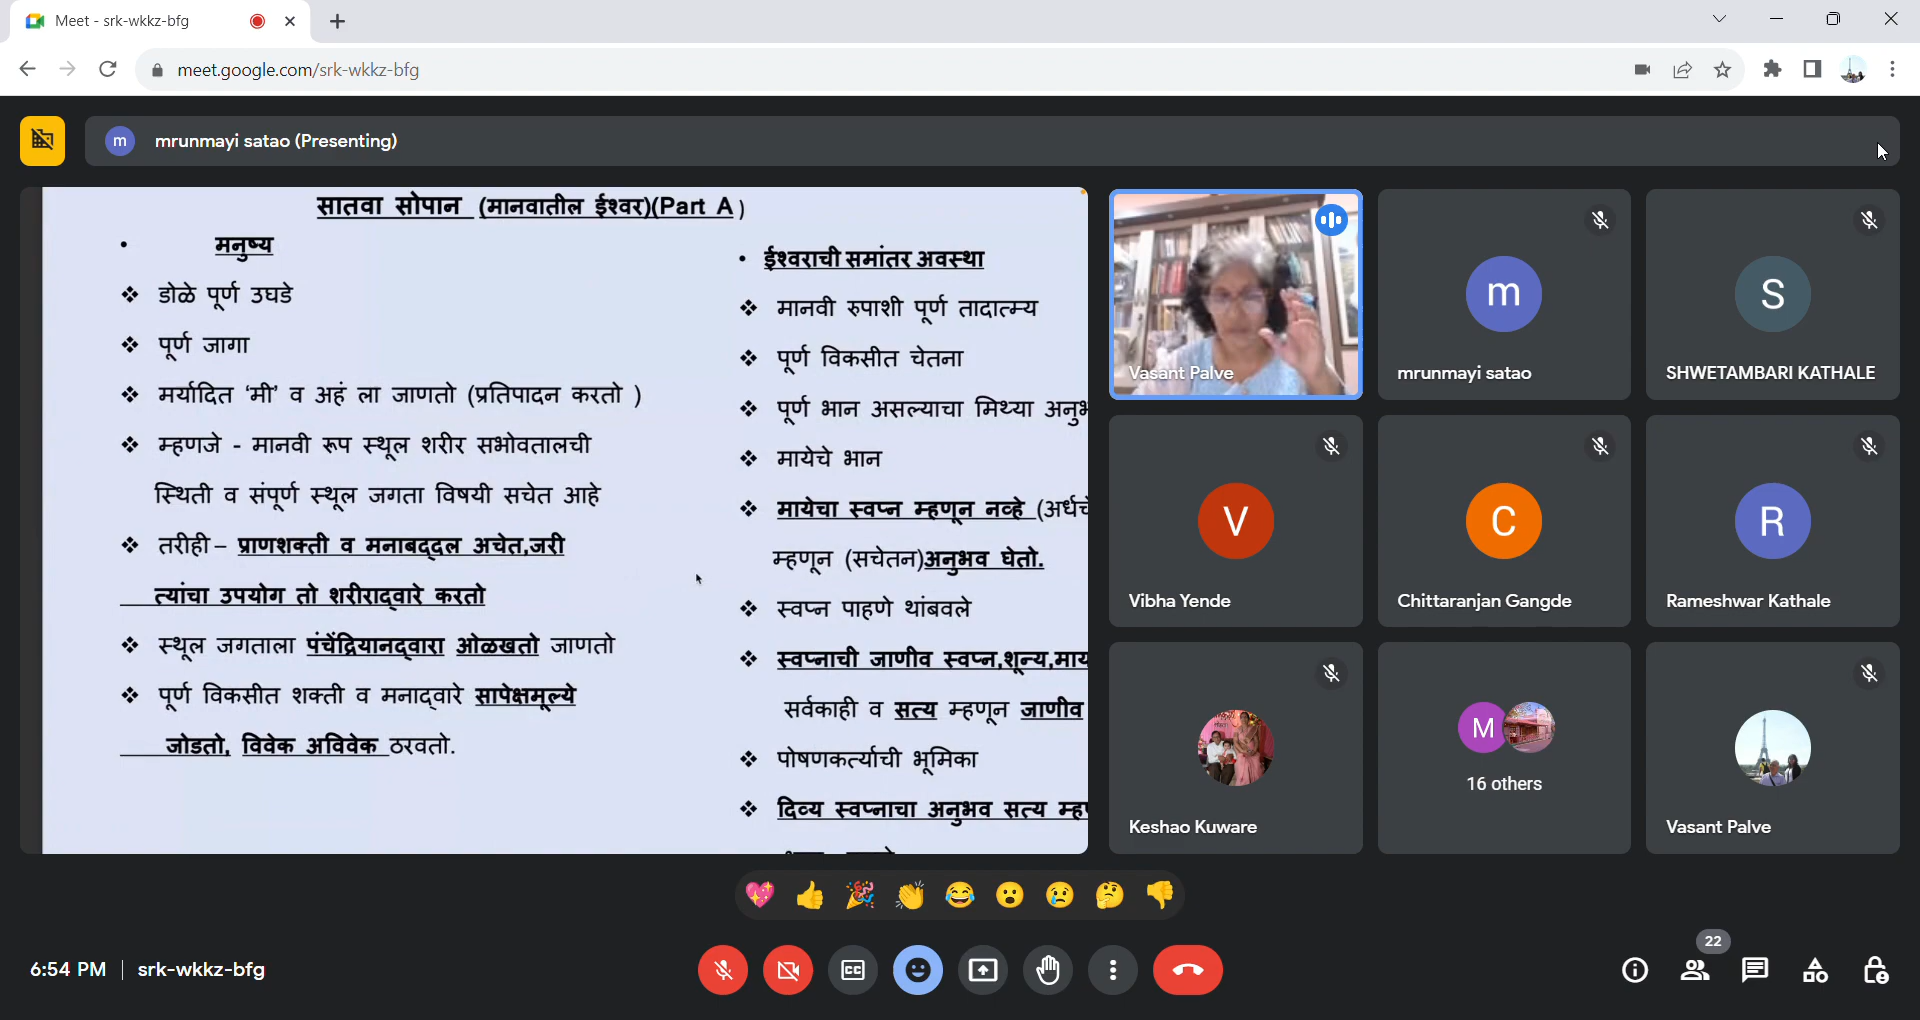 Meet - srk-wkkz-bfg
meet.google.com/srk-wkkz-bfg
m
mrunmayi satao (Presenting)
सातवा सोपान (मानवातील ईश्वर)(Part A )
• मनुष्य
❖ डोळे पूर्ण उघडे
❖ पूर्ण जागा
❖ मर्यादित ‘मी’ व अहं ला जाणतो (प्रतिपादन करतो )
❖ म्हणजे - मानवी रूप स्थूल शरीर सभोवतालची
स्थिती व संपूर्ण स्थूल जगता विषयी सचेत आहे
❖ तरीही – प्राणशक्ती व मनाबद्दल अचेत,जरी
त्यांचा उपयोग तो शरीराद्वारे करतो
❖ स्थूल जगताला पंचेंद्रियानद्वारा ओळखतो जाणतो
❖ पूर्ण विकसीत शक्ती व मनाद्वारे सापेक्षमूल्ये
जोडतो, विवेक अविवेक ठरवतो.
• ईश्वराची समांतर अवस्था
❖ मानवी रुपाशी पूर्ण तादात्म्य
❖ पूर्ण विकसीत चेतना
❖ पूर्ण भान असल्याचा मिथ्या
❖ मायेचे भान
❖ मायेचा स्वप्न म्हणून नव्हे
म्हणून (सचेतन)अनुभव घेतो.
❖ स्वप्न पाहणे थांबवले
❖ स्वप्नाची जाणीव स्वप्न,शून्य,
सर्वकाही व सत्य म्हणून जाणीव
❖ पोषणकर्त्याची भूमिका
❖ दिव्य स्वप्नाचा अनुभव सत्य
Vasant Palve
m
mrunmayi satao
S
SHWETAMBARI KATHALE
V
Vibha Yende
C
Chittaranjan Gangde
R
Rameshwar Kathale
Keshao Kuware
M
16 others
Vasant Palve
6:54 PM | srk-wkkz-bfg
CC
22